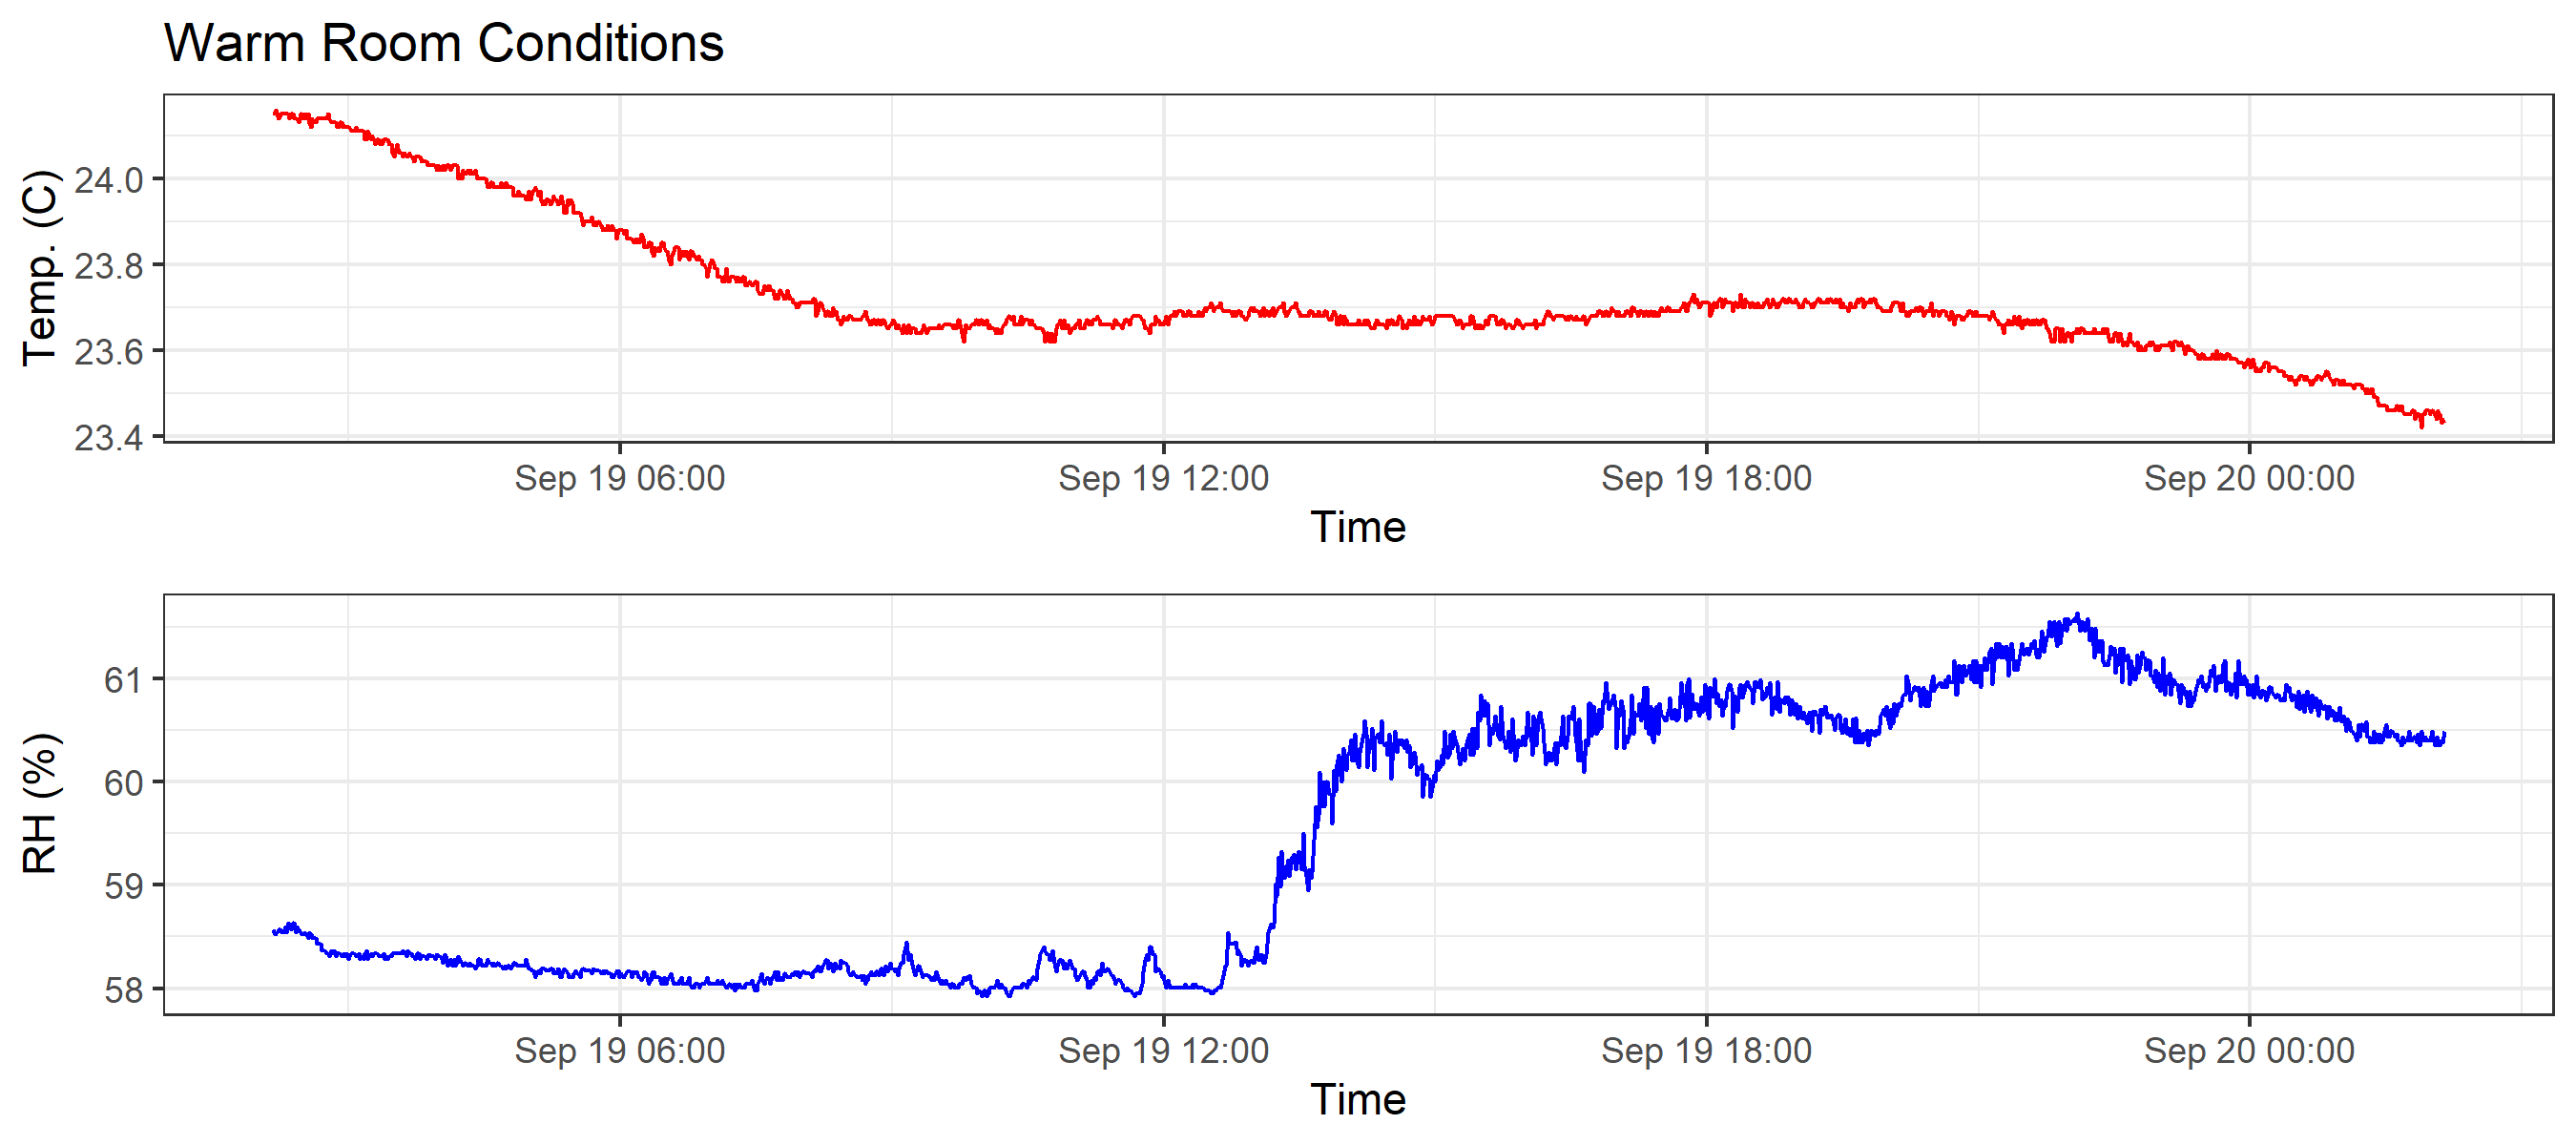 Warm Room Conditions
Temp. (C)
24.0
23.8
23.6
23.4
Sep 19 06:00 Sep 19 12:00 Sep 19 18:00 Sep 20 00:00
Time
RH (%)
61
60
59
58
Sep 19 06:00 Sep 19 12:00 Sep 19 18:00 Sep 20 00:00
Time